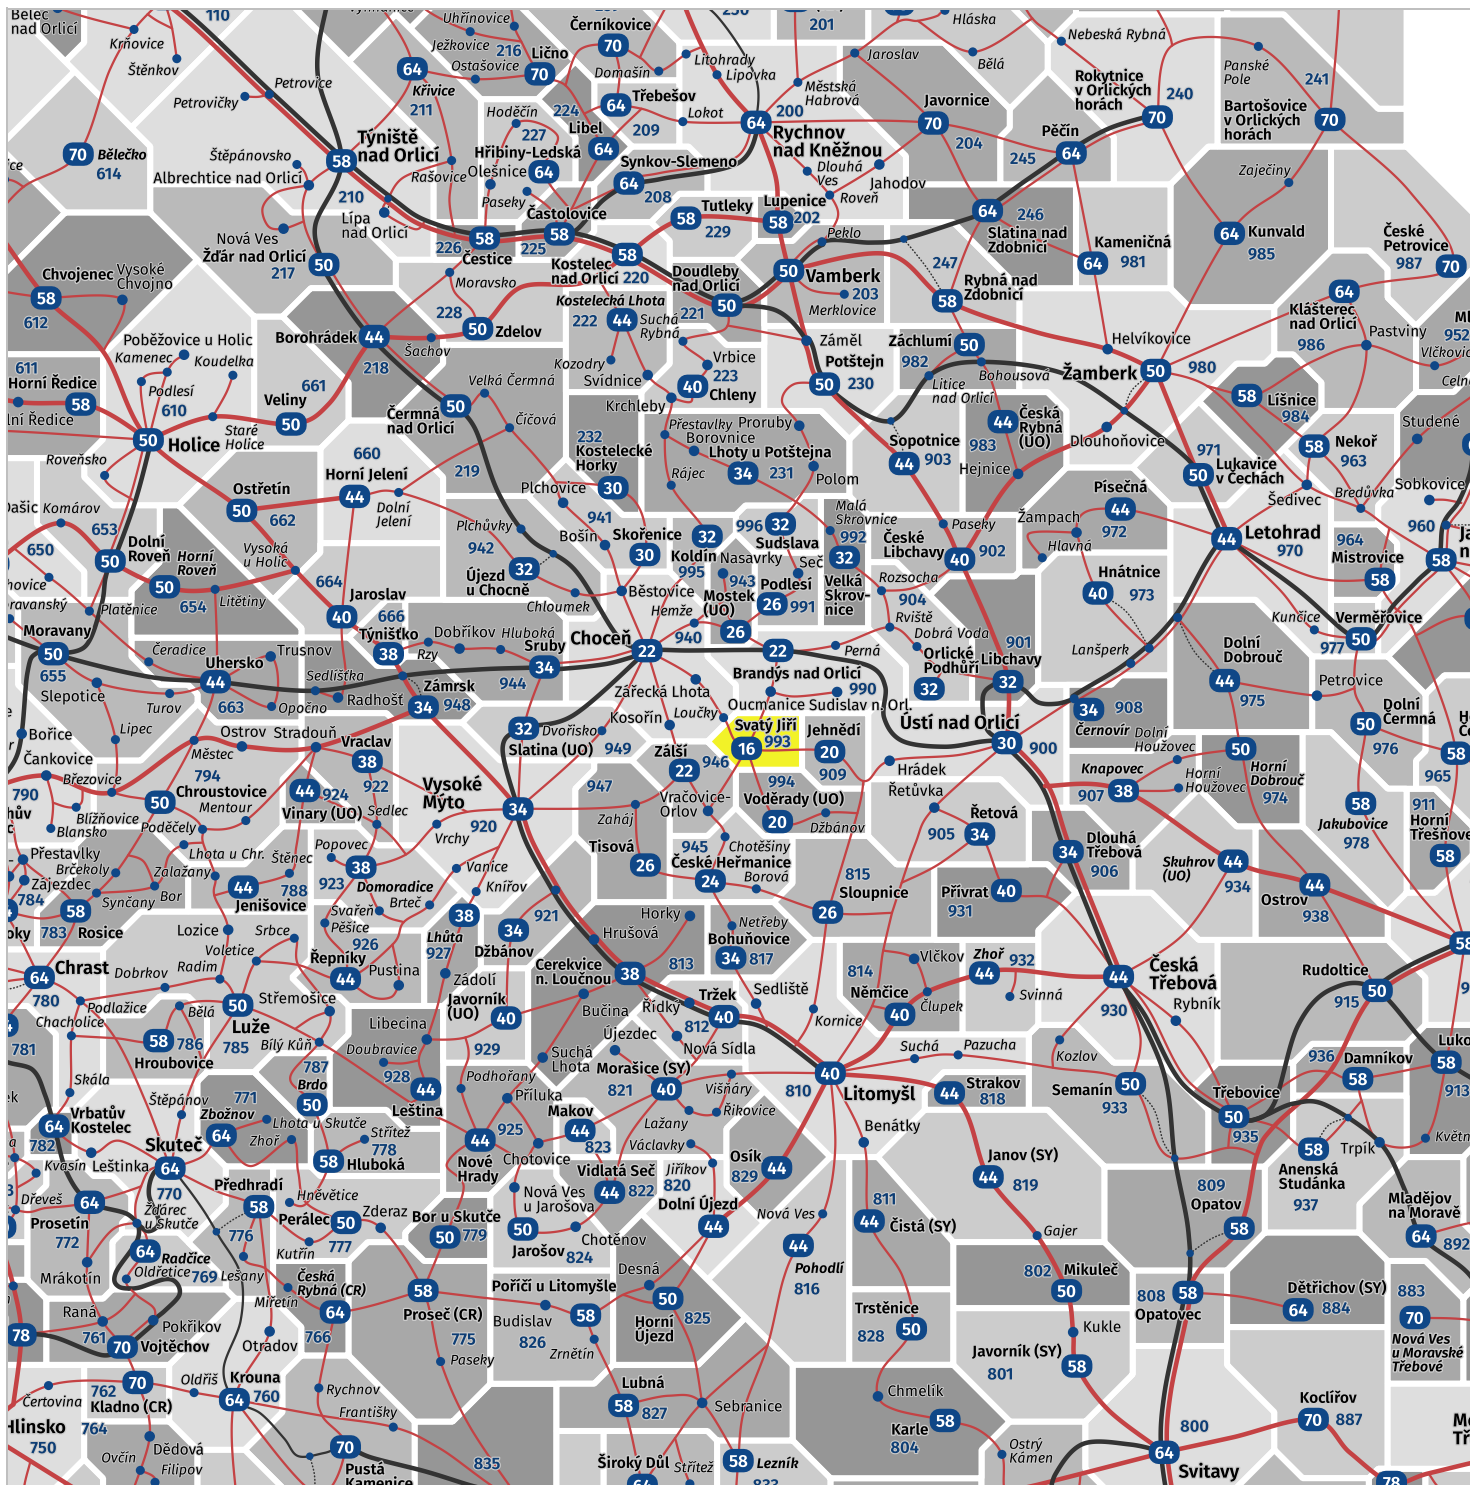 Běleč
nad Orlicí
110
Krňovice
Štěnkov
Petrovice
Petrovičky
Uhřínovice
Ježkovice
216
Ostašovice
Lično
70
64
Křivice
211
Černíkovice
70
Domašín
Litohrady
Lipovka
201
Hláska
Jaroslav
Bělá
Městská
Habrová
Nebeská Rybná
Rokytnice
v Orlických
horách
240
70
Panské
Pole
241
Bartošovice
v Orlických
horách
70
Týniště
nad Orlicí
58
Hoděčín
227
224
64
Třebešov
209
Libel
64
Lokot
200
64
Rychnov
nad Kněžnou
Javornice
70
204
Pěčín
245
64
70
Bělečko
614
Štěpánovsko
Albrechtice nad Orlicí
210
Rašovice
Hřibiny-Ledská
Olešnice
64
Paseky
Synkov-Slemeno
64
208
Dlouhá
Ves
Jahodov
Roveň
Zaječiny
Lípa
nad Orlicí
Častolovice
58
225
226
58
Čestice
Tutleky
58
229
Lupenice
58
202
Peklo
64
246
Slatina nad
Zdobnicí
Kameničná
64
981
64
Kunvald
985
České
Petrovice
987
70
Nová Ves
Žďár nad Orlicí
217
50
58
Kostelec
nad Orlicí
220
Doudleby
nad Orlicí
50
50
Vamberk
203
Merklovice
247
Rybná nad
Zdobnicí
58
Chvojenec
Vysoké
Chvojno
58
612
Moravsko
228
50
Zdelov
Kostelecká Lhota
222
44
Suchá
Rybná
221
64
Klášterec
nad Orlicí
986
Pastviny
952
Poběžovice u Holic
Kamenec
Koudelka
Podlesí
610
Borohrádek
44
Šachov
218
Kozodry
Svídnice
Vrbice
223
40
Chleny
Krchleby
Záměl
Potštejn
50
230
Záchlumí
982
50
Bohousová
Litice
nad Orlicí
Helvíkovice
Žamberk
50
980
58
Líšnice
984
611
Horní Ředice
58
661
Veliny
50
Staré
Holice
50
Holice
Roveňsko
Velká Čermná
Čermná
nad Orlicí
50
Číčová
219
232
Kostelecké
Horky
30
Přestavlky
Borovnice
Proruby
Lhoty u Potštejna
34
231
Rájec
Polom
Sopotnice
44
903
44
Česká
Rybná
(UO)
983
Hejnice
Dlouhoňovice
971
50
Lukavice
v Čechách
58
Nekoř
963
Studené
Šedivec
Bredůvka
Sobkovice
660
Horní Jelení
44
Dolní
Jelení
Ostřetín
50
662
Komárov
653
650
Dolní
Roveň
50
Horní
Roveň
50
654
Litětiny
Vysoká
u Holic
664
Plchovice
941
Plchůvky
942
Bošín
Skořenice
30
Újezd
u Chocně
32
32
Koldín
995
996
32
Sudslava
Nasavrky
Seč
Malá
Skrovnice
992
32
Velká
Skrov-
nice
Paseky
České
Libchavy
40
902
Písečná
44
972
Žampach
Hlavná
Letohrad
44
970
964
Mistrovice
58
960
58
Platěnice
Moravany
50
655
Jaroslav
40
666
Týnišťko
38
Chloumek
Běstovice
Hemže
940
943
Mostek
(UO)
26
Podlesí
26
991
Rozsocha
904
Rviště
Hnátnice
40
973
Kunčice
Verměřovice
50
977
Čeradice
Uhersko
44
663
Trusnov
Sedlíšťka
Opočno
Radhošť
Slepotice
Turov
Dobříkov
Rzy
Hluboká
Sruby
34
944
Choceň
22
Zářecká Lhota
22
Brandýs nad Orlicí
990
Perná
Dobrá Voda
901
Orlické
Podhůří
32
Libchavy
32
Lanšperk
Dolní
Dobrouč
44
975
Petrovice
Dolní
Čermná
50
976
Lipec
Bořice
Čankovice
Březovice
790
Zámrsk
34
948
Ostrov
Stradouň
Městec
794
Chroustovice
50
Mentour
32
Dvořisko
Slatina (UO)
949
Kosořín
Loučky
Oucmanice
Sudislav n. Orl.
Svatý Jiří
16
993
946
Zálší
22
Jehnědí
20
909
Ústí nad Orlicí
30
900
Hrádek
34
Černovír
908
Dolní
Houžovec
50
Horní
Houžovec
Horní
Dobrouč
974
58
965
Vraclav
38
922
Vysoké
Mýto
34
920
947
Zaháj
Vračovice-
Orlov
994
Voděrady (UO)
20
Džbánov
Řetůvka
905
Řetová
34
Knapovec
907
38
58
Jakubovice
978
911
Horní
Třešňovec
58
Blížňovice
Blansko
Poděčely
44
924
Vinary (UO)
Sedlec
Vrchy
Přestavlky
Brčekoly
Zájezdec
784
Lhota u Chr.
Zalažany
Štěnec
788
Popovec
38
923
Domoradice
Vanice
Knířov
Tisová
26
945
Chotěšiny
České Heřmanice
24
Borová
815
Sloupnice
26
Přívrat
40
931
34
Dlouhá
Třebová
906
Skuhrov
(UO)
44
934
44
Ostrov
938
44
Jenišovice
Synčany
Bor
58
783
Rosice
Brteč
38
Lhůta
927
34
Džbánov
921
Svařeň
Pěšice
926
Horky
Hrušová
813
Netřeby
Bohuňovice
34
817
Lozice
Voletice
Srbce
Řepníky
44
Pustina
Zádolí
64
Chrast
780
Dobrkov
Radim
Podlažice
Bělá
50
Střemošice
Luže
785
786
58
Hroubovice
Bílý Kůň
Chacholice
781
Cerekvice
n. Loučnou
38
Bučina
Řídký
Tržek
40
812
Sedliště
Kornice
814
Vlčkov
Zhoř
44
932
Svinná
Člupek
Němčice
40
44
Česká
Třebová
930
Rybník
Rudoltice
915
50
58
Libecina
Javorník
(UO)
40
Doubravice
929
928
44
Leština
Suchá
Lhota
Podhořany
Příluka
Újezdec
Nová Sídla
Morašice (SY)
821
40
Višňáry
Řikovice
810
40
Litomyšl
Suchá
Pazucha
Kozlov
44
Strakov
818
Semanín
50
933
936
Damníkov
58
58
913
Skála
64
Vrbatův
Kostelec
782
787
Brdo
50
771
Štěpánov
Zbožnov
64
Lhota u Skutče
Zhoř
Střítež
778
58
Hluboká
44
Nové
Hrady
925
Makov
44
823
Chotovice
Lažany
Václavky
Benátky
Třebovice
50
935
Trpík
58
Anenská
Studánka
937
Skuteč
64
770
Kvasín
Leštinka
Dřeveš
64
Prosetín
772
Žďárec
u Skutče
Předhradí
58
Hněvětice
Perálec
50
Zderaz
777
776
Kutřín
Bor u Skutče
50
779
Nová Ves
u Jarošova
50
Jarošov
824
Chotěnov
Vidlatá Seč
44
822
Jiříkov
820
Dolní Újezd
44
Osík
829
44
Nová Ves
44
Pohodlí
816
811
44
Čistá (SY)
Janov (SY)
44
819
Gajer
809
Opatov
58
Mladějov
na Moravě
64
892
64
Radčice
769
Oldřetice
Mrákotín
Lešany
Miřetín
Česká
Rybná (CR)
64
766
58
Proseč (CR)
775
Paseky
Poříčí u Litomyšle
58
Budislav
826
Zrnětín
Desná
50
825
Horní
Újezd
Trstěnice
50
828
802
Mikuleč
50
Kukle
Javorník (SY)
58
801
808
58
Opatovec
Dětřichov (SY)
64
884
883
70
Nová Ves
u Moravské
Třebové
78
Raná
761
70
Pokřikov
Vojtěchov
Otradov
762
70
Kladno (CR)
Oldřiš
Krouna
64
760
Rychnov
Františky
Čertovina
Hlinsko
750
764
Dědová
Ovčín
Filipov
70
Pustá
Kamenice
835
Lubná
58
827
Sebranice
Široký Důl
64
Střítež
58
Lezník
Chmelík
Karle
58
804
Ostrý
Kámen
800
64
Svitavy
Koclířov
70
887
78